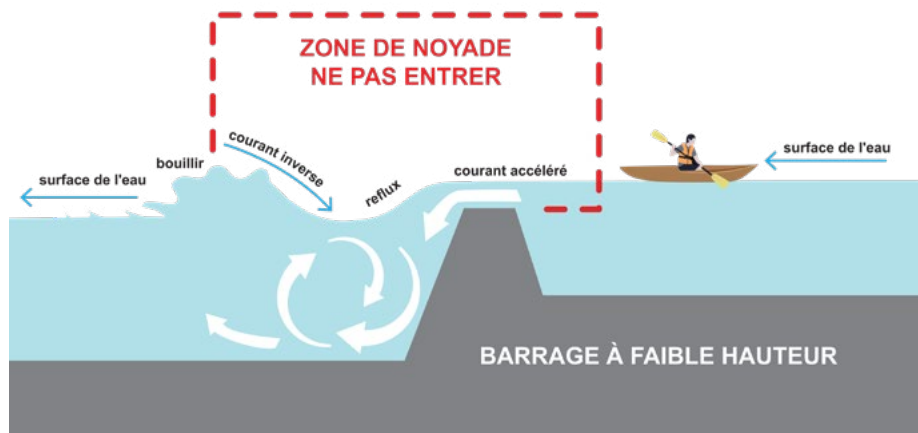 ZONE DE NOYADE
NE PAS ENTRER
surface de l'eau
bouillir
courant inverse
reflux
courant accéléré
surface de l'eau
BARRAGE À FAIBLE HAUTEUR